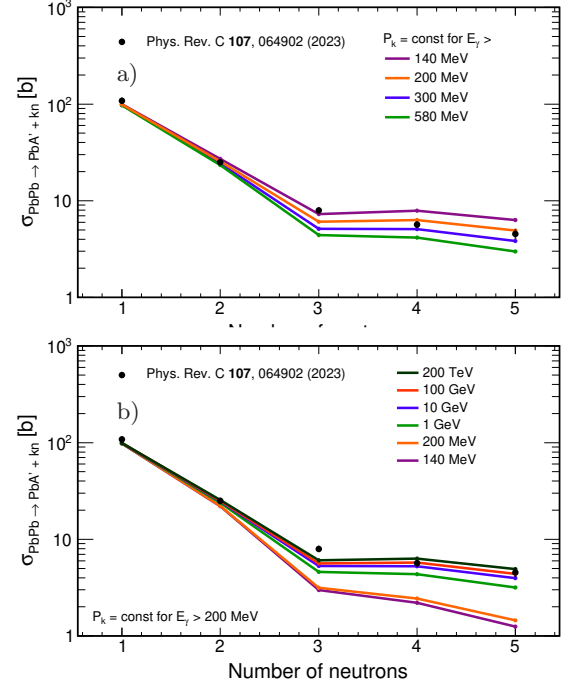 10³
Phys. Rev. C 107, 064902 (2023)
P_k = const for E_γ >
a)
140 MeV
200 MeV
300 MeV
580 MeV
10²
10
1
σ_PbPb → PbA' + kn [b]
1 2 3 4 5
10³
Phys. Rev. C 107, 064902 (2023)
b)
200 TeV
100 GeV
10 GeV
1 GeV
200 MeV
140 MeV
10²
10
1
σ_PbPb → PbA' + kn [b]
P_k = const for E_γ > 200 MeV
1 2 3 4 5
Number of neutrons